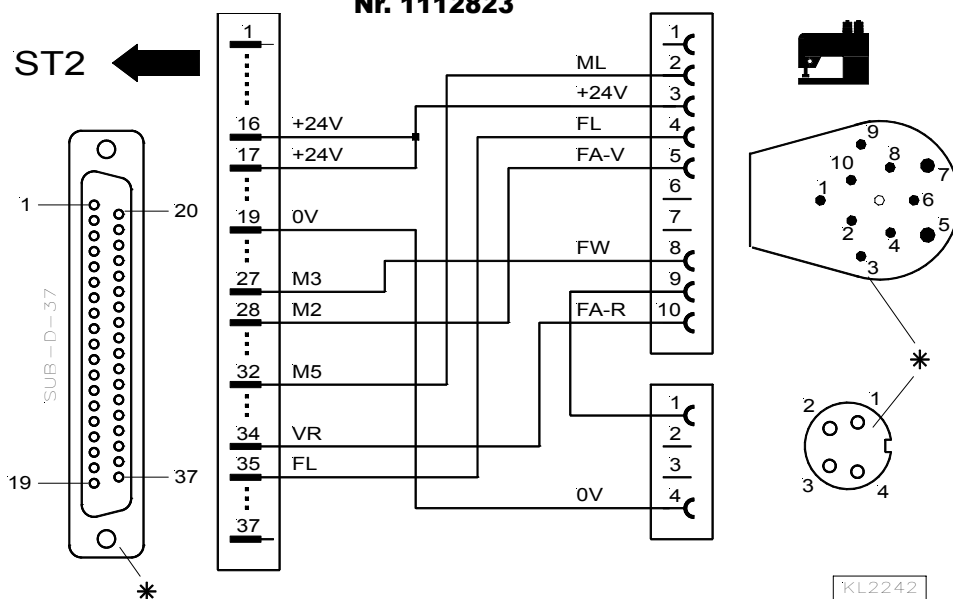 Nr. 1112823
ST2
1
16 +24V
17 +24V
19 0V
27 M3
28 M2
32 M5
34 VR
35 FL
37
1
ML 2
+24V 3
FL 4
FA-V 5
6
7
FW 8
9
FA-R 10
1
2
3
0V 4
1 20
SUB-D-37
19 37
*
9
8
10
7
1
6
2
4
5
3
*
2 1
3 4
KL2242